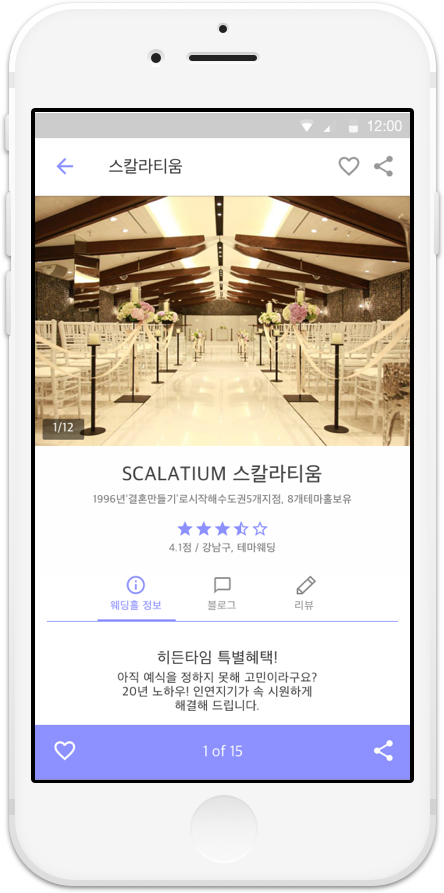 12:00
스칼라티움
1/12
SCALATIUM 스칼라티움
1996년'결혼만들기'로시작해수도권5개지점, 8개테마홀보유
4.1점 / 강남구, 테마웨딩
웨딩홀 정보
블로그
리뷰
히든타임 특별혜택!
아직 예식을 정하지 못해 고민이라구요?
20년 노하우! 인연지기가 속 시원하게
해결해 드립니다.
1 of 15